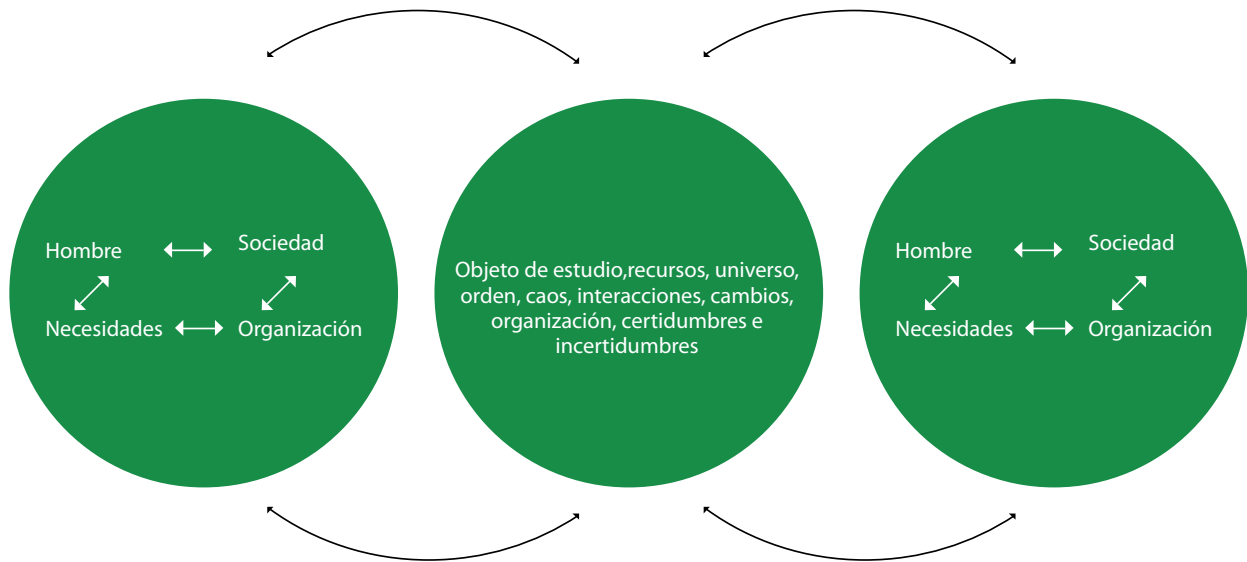 Hombre
Sociedad
Necesidades
Organización
Objeto de estudio,recursos, universo,
orden, caos, interacciones, cambios,
organización, certidumbres e
incertidumbres
Hombre
Sociedad
Necesidades
Organización